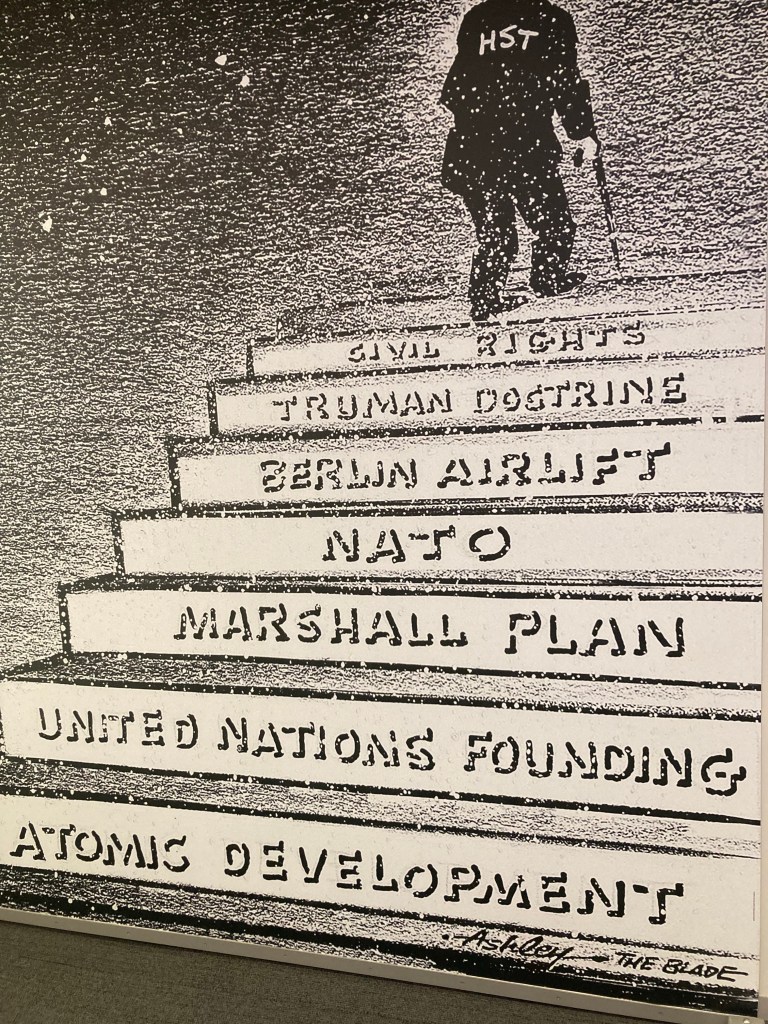 HST
CIVIL RIGHTS
TRUMAN DOCTRINE
BERLIN AIRLIFT
NATO
MARSHALL PLAN
UNITED NATIONS FOUNDING
ATOMIC DEVELOPMENT
Ashley — THE BLADE